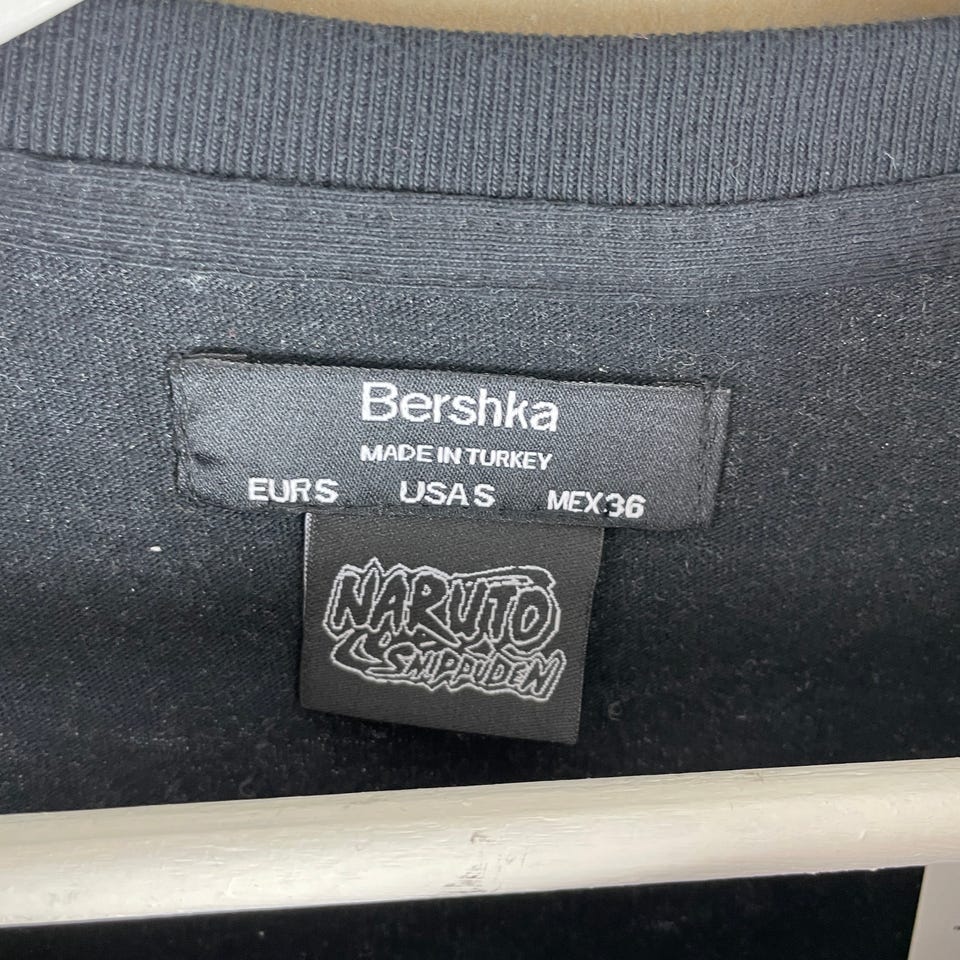 Bershka
MADE IN TURKEY
EUR S USA S MEX 36
NARUTO
SHIPPUDEN